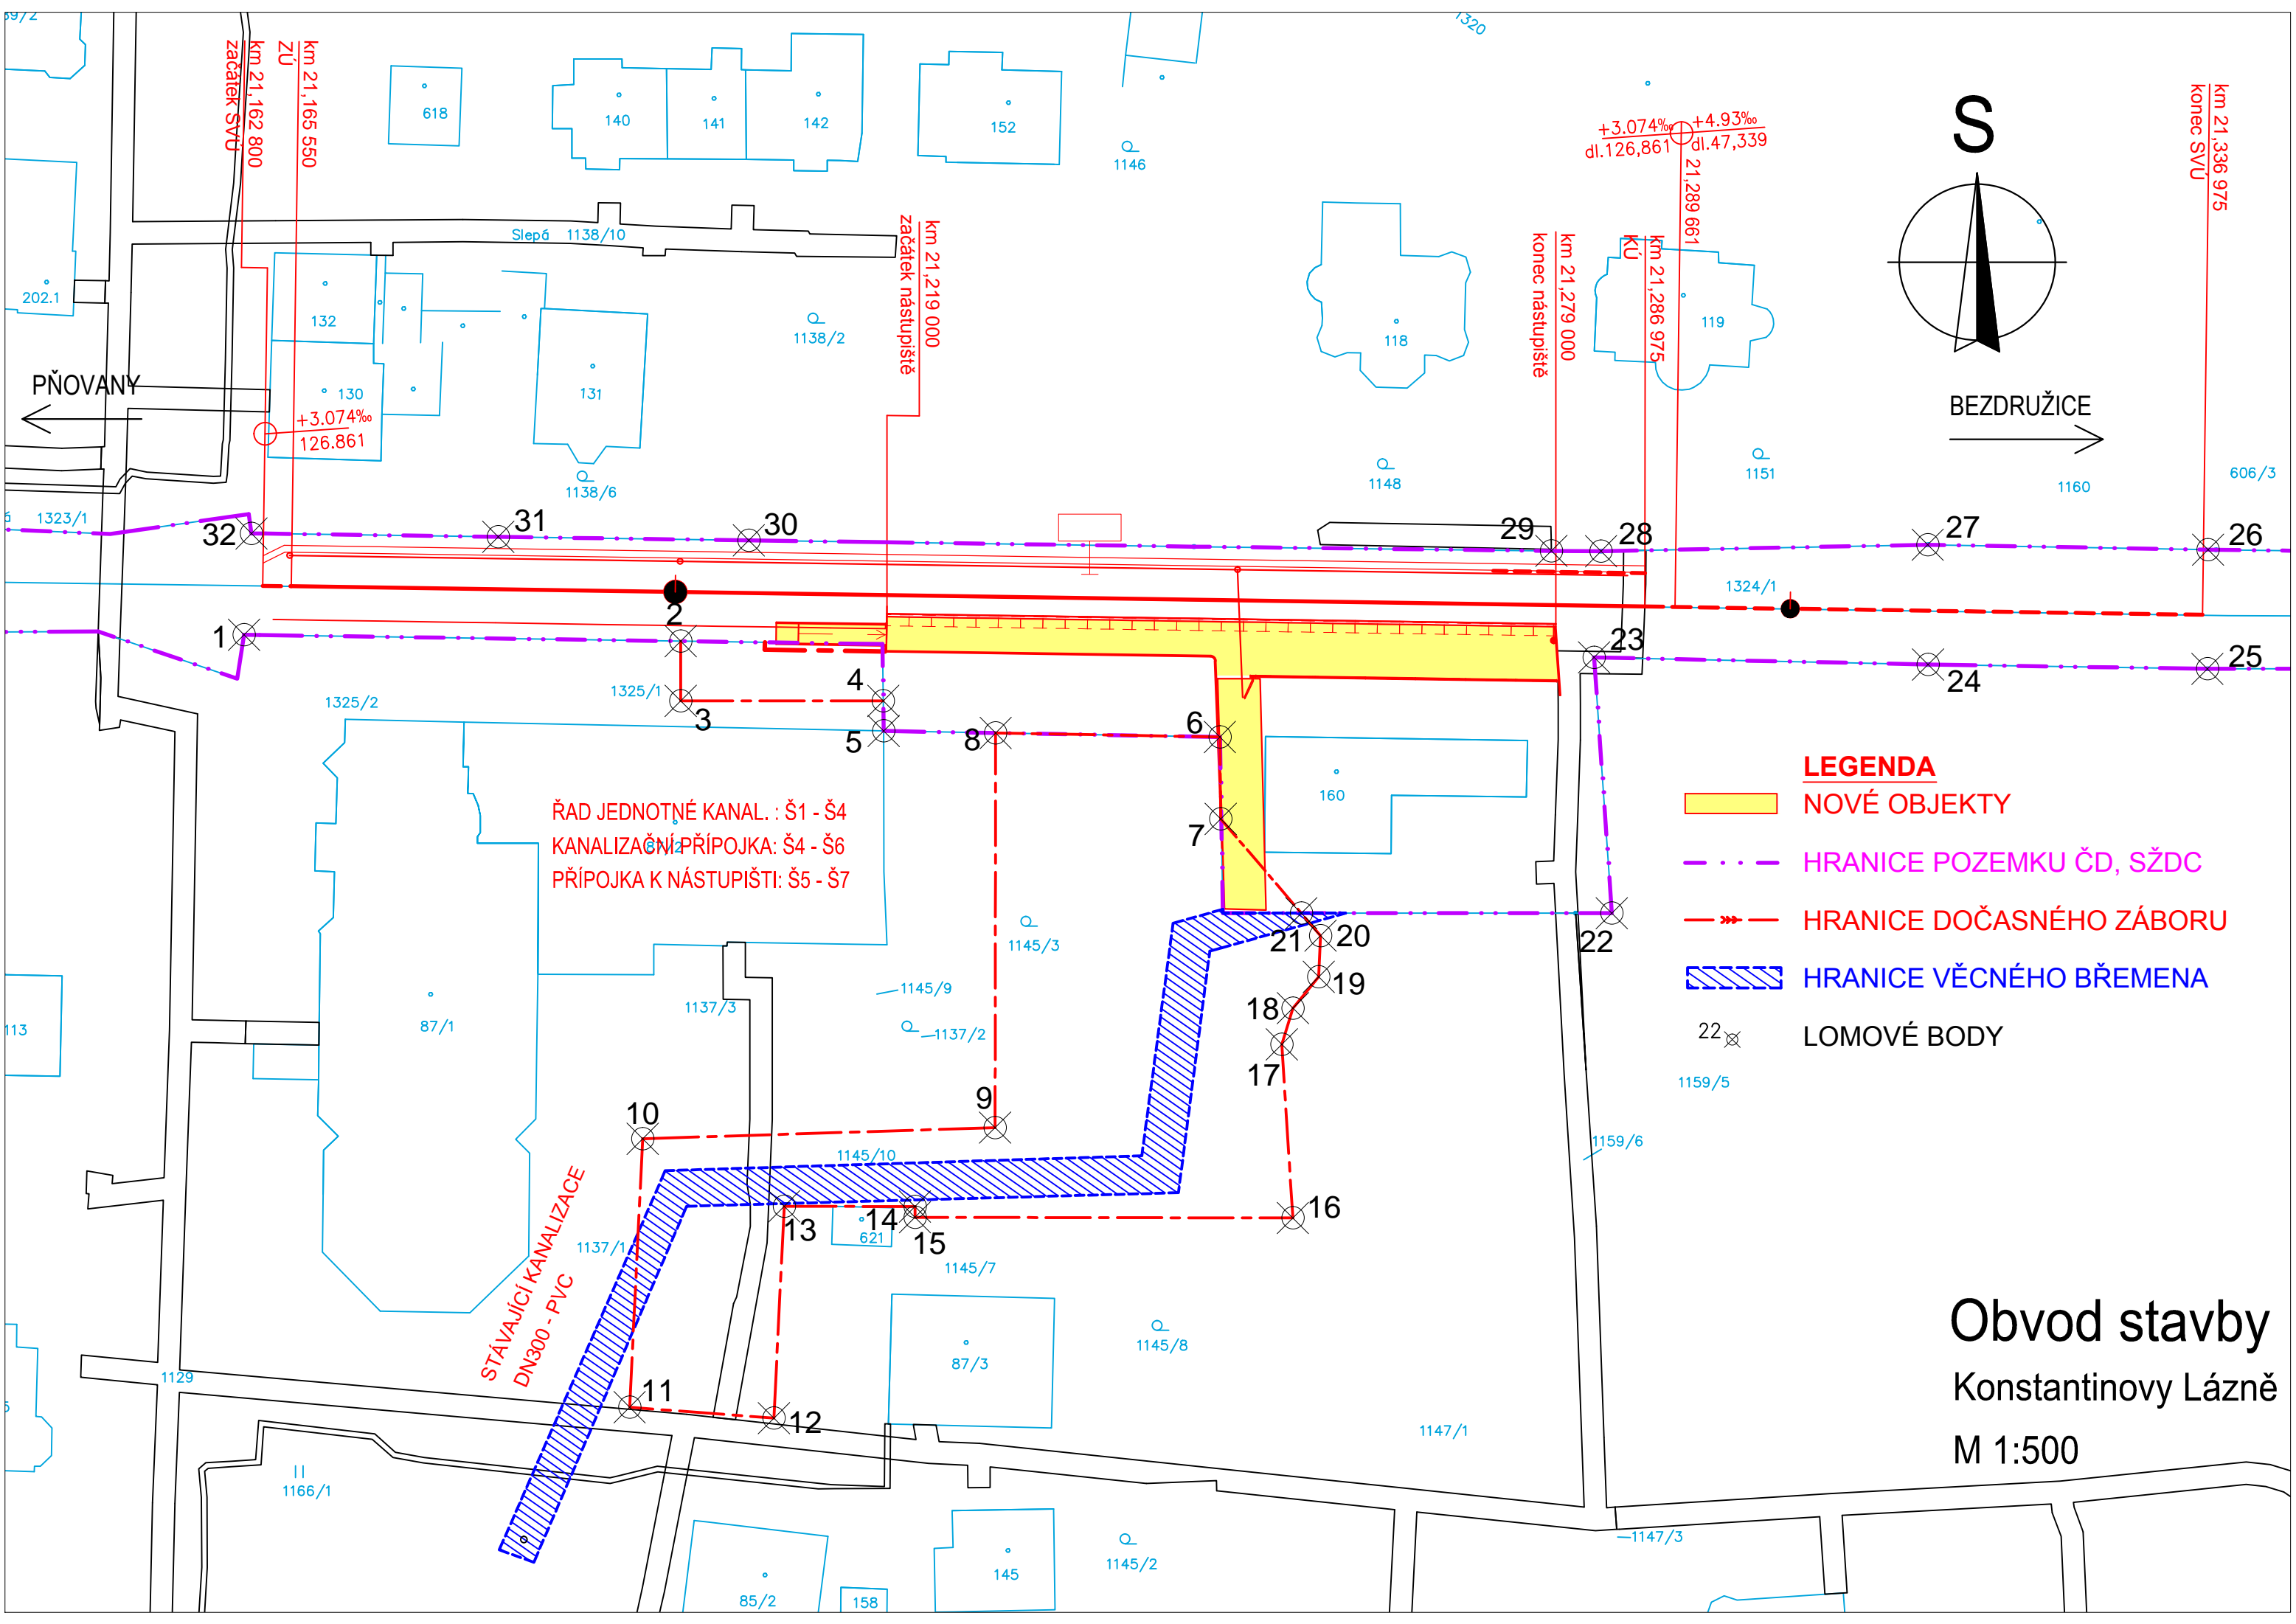 39/2
1320
km 21,162 800
začátek SVÚ
km 21,165 550
ZÚ
618
140
141
142
152
1146
+3.074‰
dl.126,861
+4.93‰
dl.47,339
21,289 661
S
km 21,336 975
konec SVÚ
Slepá 1138/10
km 21,219 000
začátek nástupiště
km 21,279 000
konec nástupiště
km 21,286 975
KÚ
202.1
132
130
131
1138/2
118
119
PŇOVANY
+3.074‰
126.861
BEZDRUŽICE
1138/6
1148
1151
1160
606/3
1323/1
32
31
30
29
28
27
26
1324/1
1
2
3
4
5
6
7
8
23
24
25
1325/1
1325/2
160
LEGENDA
NOVÉ OBJEKTY
HRANICE POZEMKU ČD, SŽDC
HRANICE DOČASNÉHO ZÁBORU
HRANICE VĚCNÉHO BŘEMENA
22
LOMOVÉ BODY
ŘAD JEDNOTNÉ KANAL. : Š1 - Š4
KANALIZAČNÍ PŘÍPOJKA: Š4 - Š6
PŘÍPOJKA K NÁSTUPIŠTI: Š5 - Š7
87/2
1145/3
21
20
22
19
18
17
1145/9
1137/3
1137/2
87/1
113
1159/5
1159/6
9
10
1145/10
13
14
15
16
621
1137/1
1145/7
STÁVAJÍCÍ KANALIZACE
DN300 - PVC
87/3
1145/8
1129
11
12
1147/1
Obvod stavby
Konstantinovy Lázně
M 1:500
1166/1
1147/3
1145/2
145
85/2
158